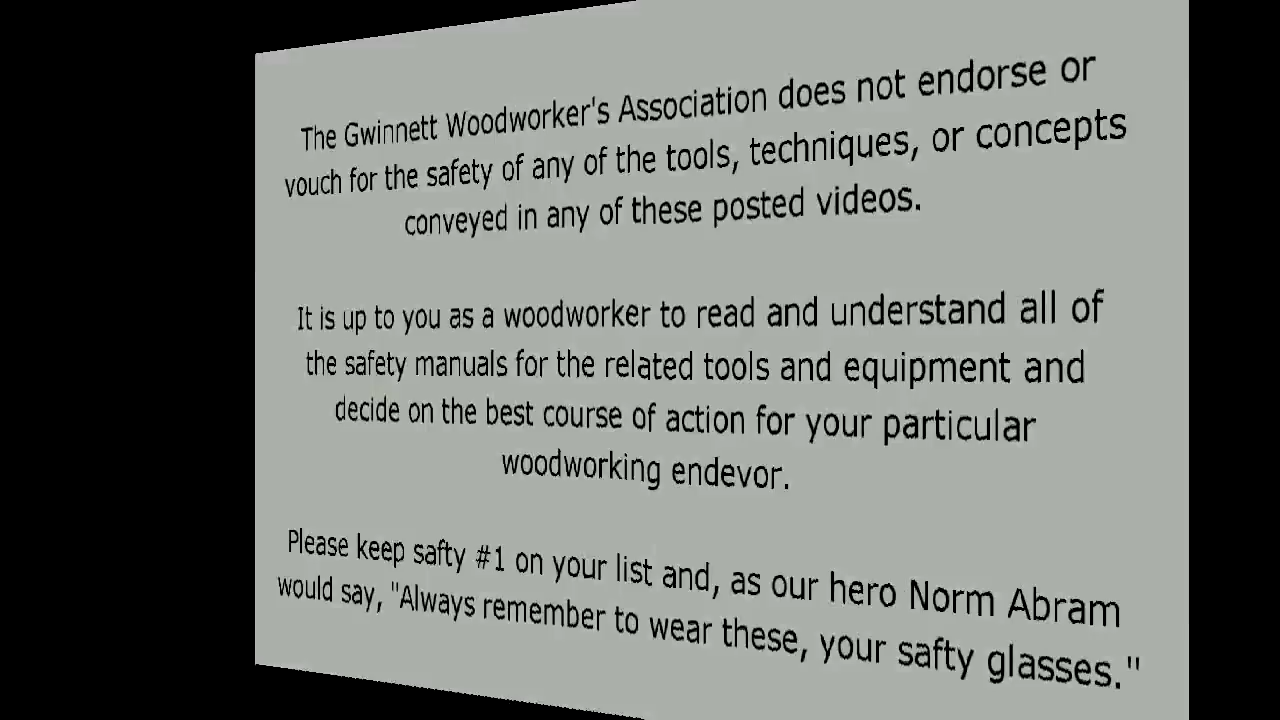 The Gwinnett Woodworker's Association does not endorse or
vouch for the safety of any of the tools, techniques, or concepts
conveyed in any of these posted videos.
It is up to you as a woodworker to read and understand all of
the safety manuals for the related tools and equipment and
decide on the best course of action for your particular
woodworking endevor.
Please keep safty #1 on your list and, as our hero Norm Abram
would say, "Always remember to wear these, your safty glasses."